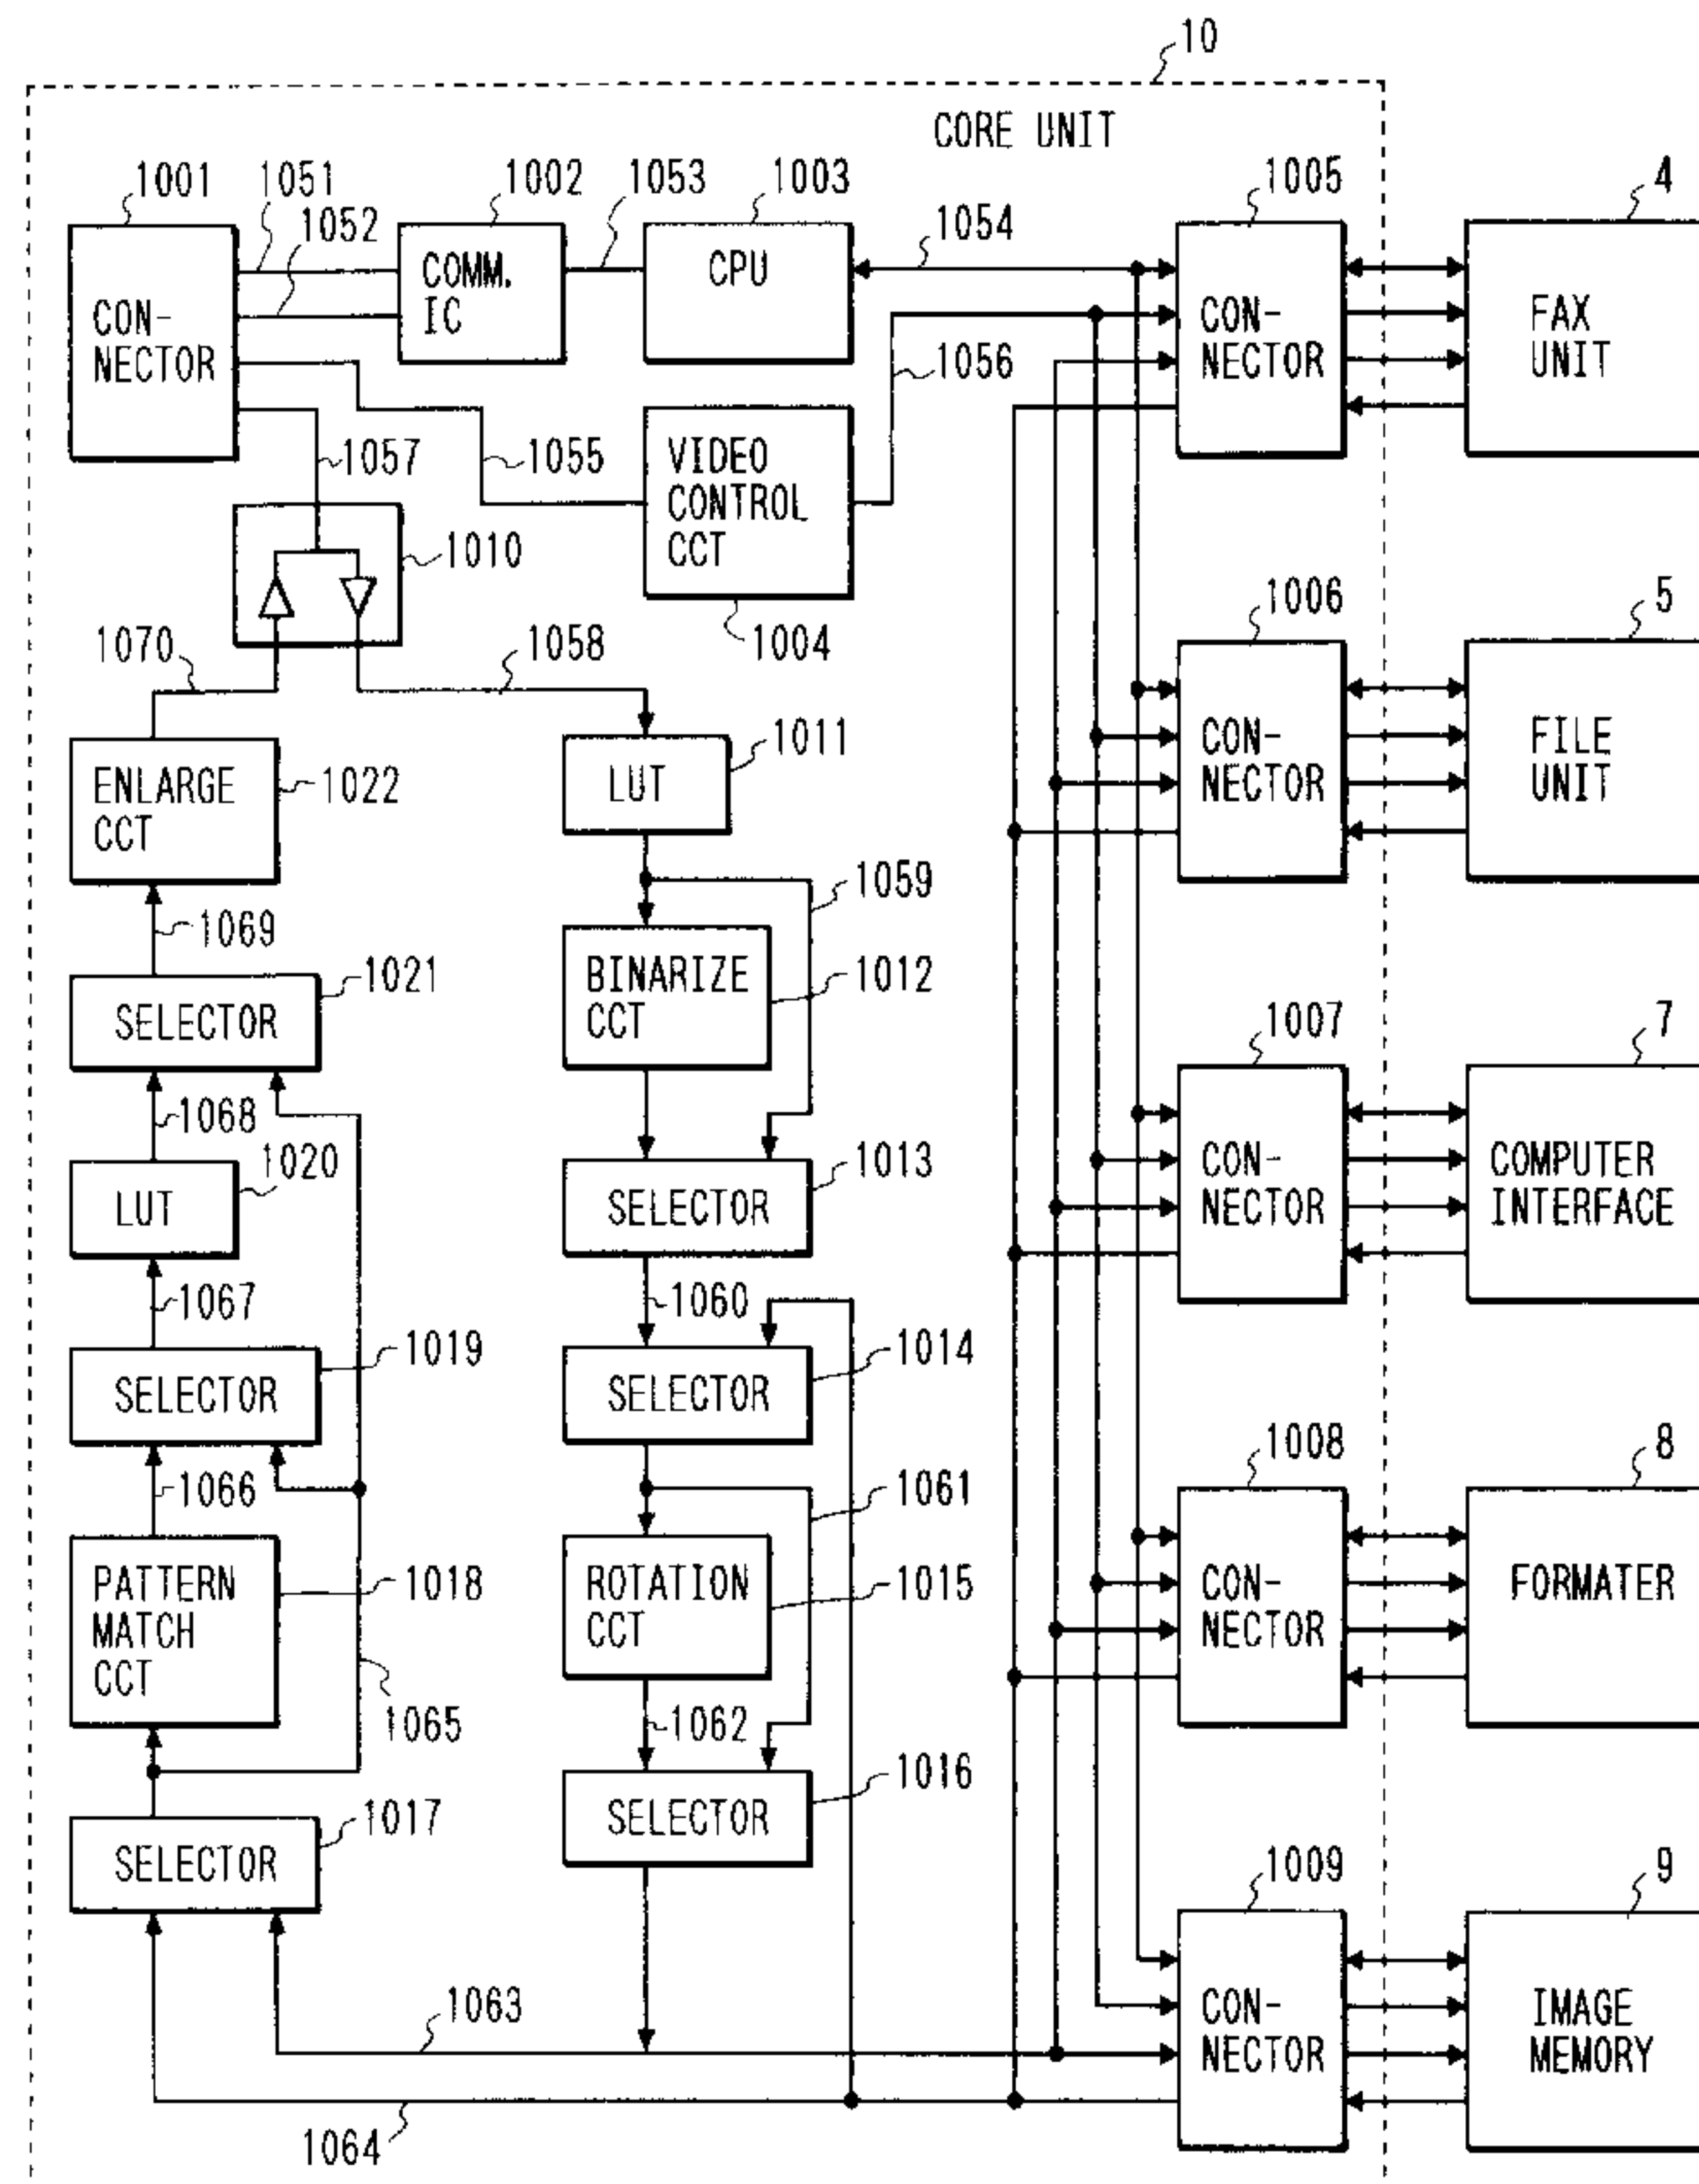 10
CORE UNIT
1001
1051
1052
1002
1053
1003
1054
1005
4
CON-
NECTOR
COMM.
IC
CPU
CON-
NECTOR
FAX
UNIT
1056
1057
1055
VIDEO
CONTROL
CCT
1010
1004
1006
5
1070
1058
1011
CON-
NECTOR
FILE
UNIT
ENLARGE
CCT
1022
LUT
1059
1069
1021
BINARIZE
CCT
1012
SELECTOR
1007
7
1068
1020
1013
CON-
NECTOR
COMPUTER
INTERFACE
LUT
SELECTOR
1067
1060
1019
1014
SELECTOR
SELECTOR
1008
8
1066
1061
PATTERN
MATCH
CCT
1018
ROTATION
CCT
1015
CON-
NECTOR
FORMATER
1065
1062
1017
1016
SELECTOR
SELECTOR
1009
9
1063
CON-
NECTOR
IMAGE
MEMORY
1064